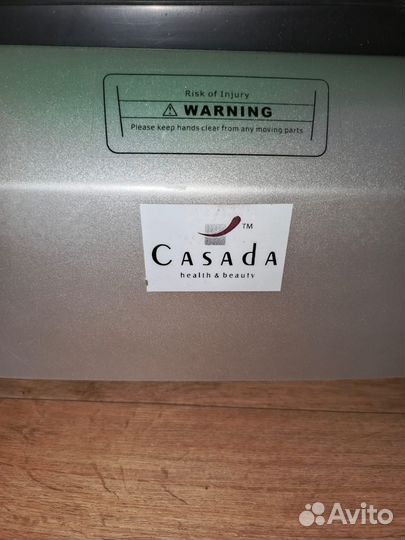 Risk of Injury
⚠ WARNING
Please keep hands clear from any moving parts
TM
CASADA
health & beauty
Avito